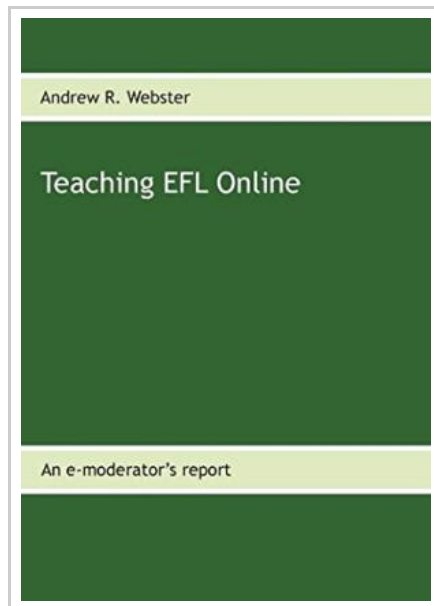 Andrew R. Webster
Teaching EFL Online
An e-moderator's report